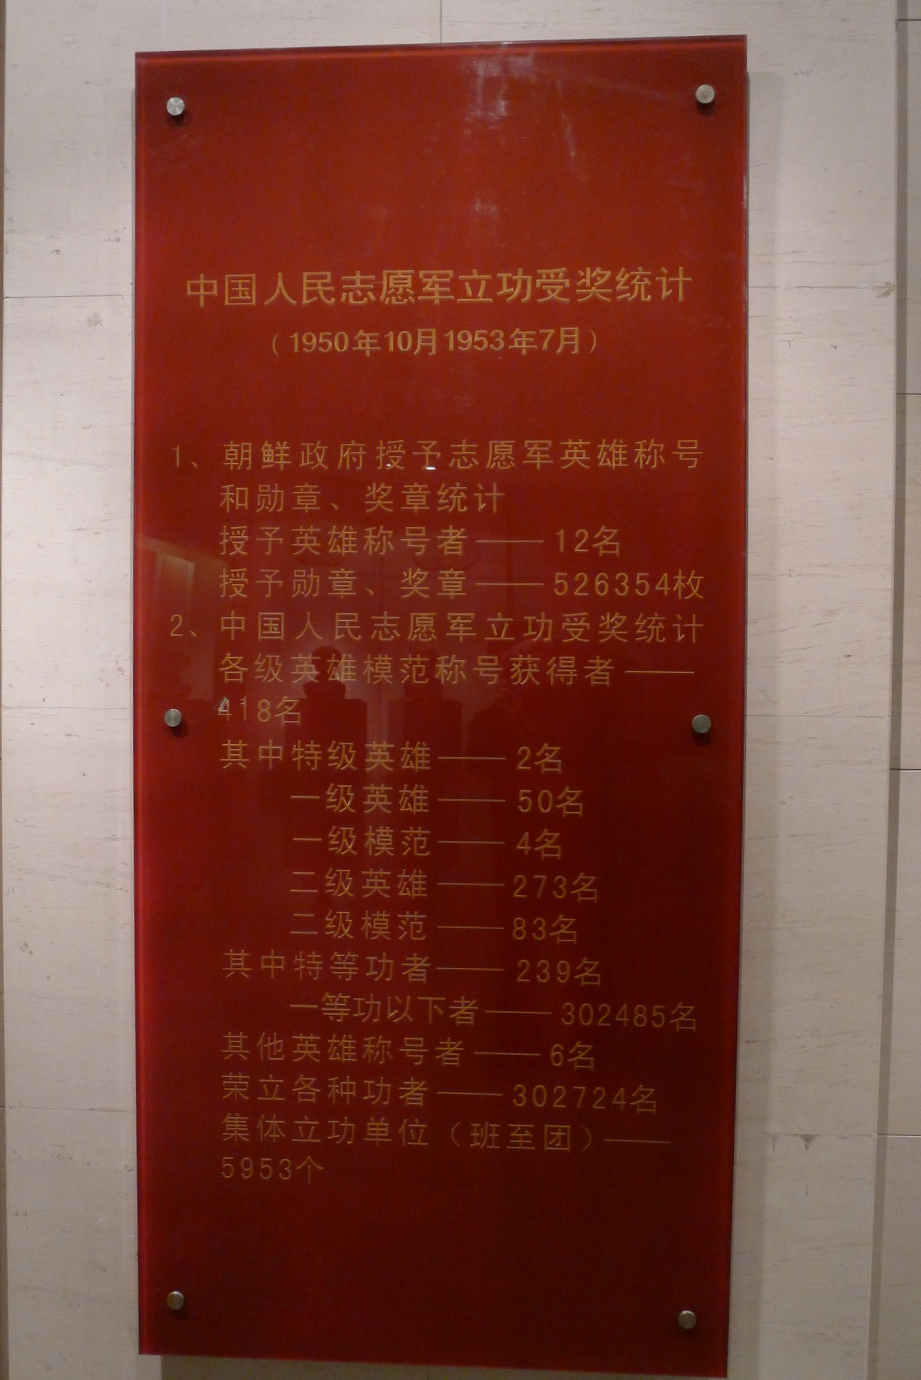 中国人民志愿军立功受奖统计
（1950年10月1953年7月）
1、朝鲜政府授予志愿军英雄称号
和勋章、奖章统计
授予英雄称号者——12名
授予勋章、奖章——526354枚
2、中国人民志愿军立功受奖统计
各级英雄模范称号获得者——
418名
其中特级英雄——2名
一级英雄——50名
一级模范——4名
二级英雄——273名
二级模范——83名
其中特等功者——239名
一等功以下者——302485名
其他英雄称号者——6名
荣立各种功者——302724名
集体立功单位（班至团）——
5953个